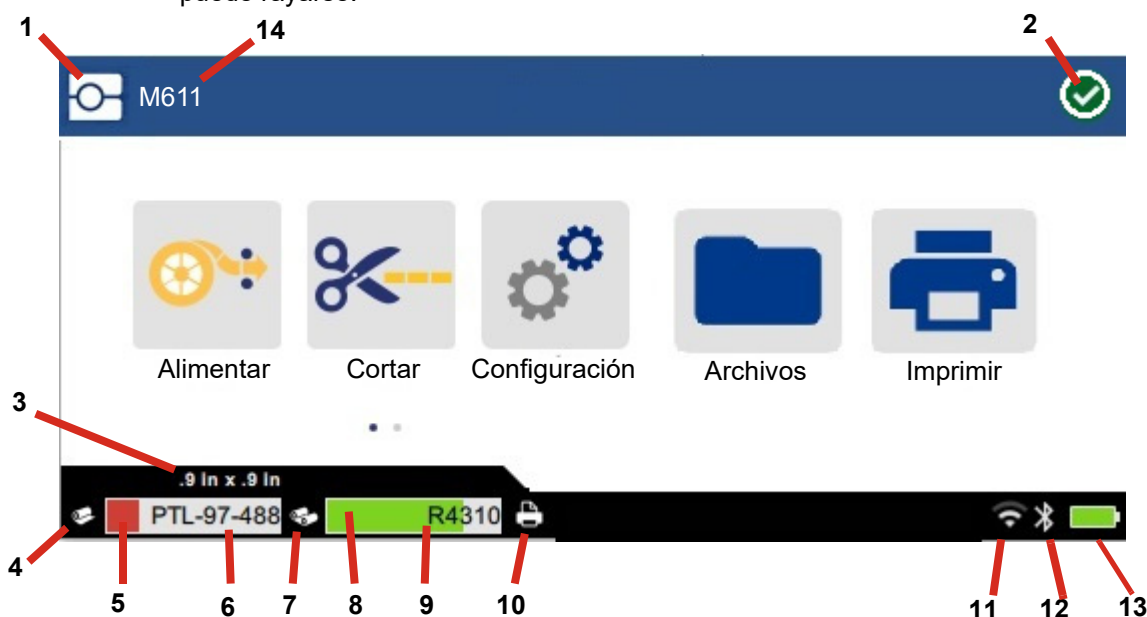 1
14
2
M611
Alimentar
Cortar
Configuración
Archivos
Imprimir
3
.9 in x .9 in
PTL-97-488
R4310
4
5
6
7
8
9
10
11
12
13